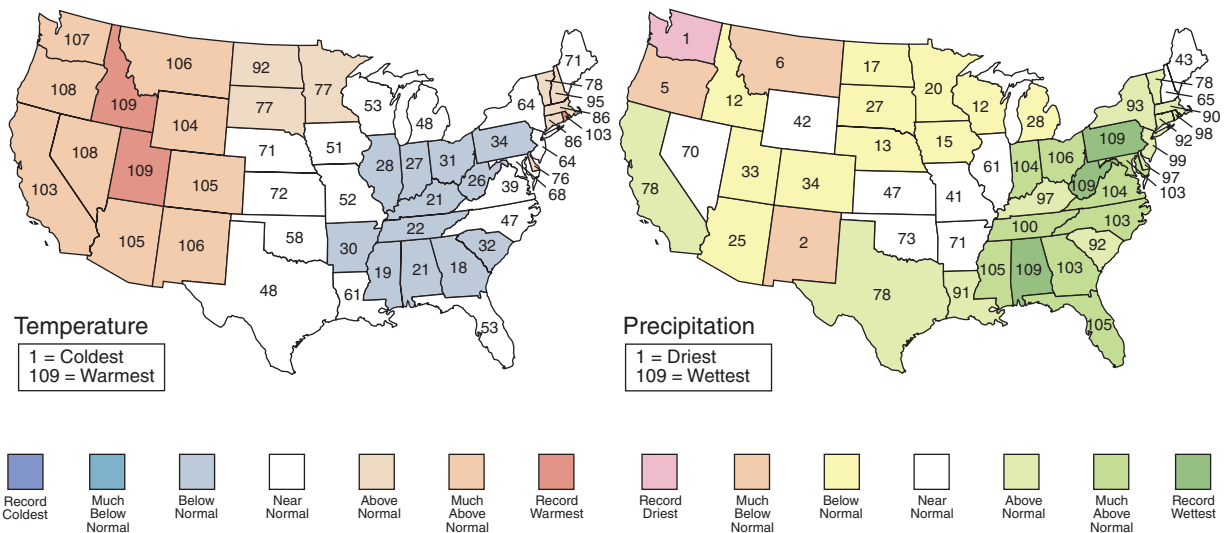 107
106
92
77
71
108
109
77
53
48
64
78
95
86
103
86
64
76
68
104
71
51
108
109
105
72
52
28
27
31
34
26
39
103
21
47
105
106
58
30
22
32
19
21
18
48
61
53
Temperature
1 = Coldest
109 = Warmest
1
6
17
20
43
5
12
27
12
28
93
78
65
90
92
98
99
97
103
42
13
15
70
33
34
47
41
61
104
106
109
109
104
78
97
103
25
2
73
71
100
92
105
109
103
78
91
105
Precipitation
1 = Driest
109 = Wettest
Record
Coldest
Much
Below
Normal
Below
Normal
Near
Normal
Above
Normal
Much
Above
Normal
Record
Warmest
Record
Driest
Much
Below
Normal
Below
Normal
Near
Normal
Above
Normal
Much
Above
Normal
Record
Wettest